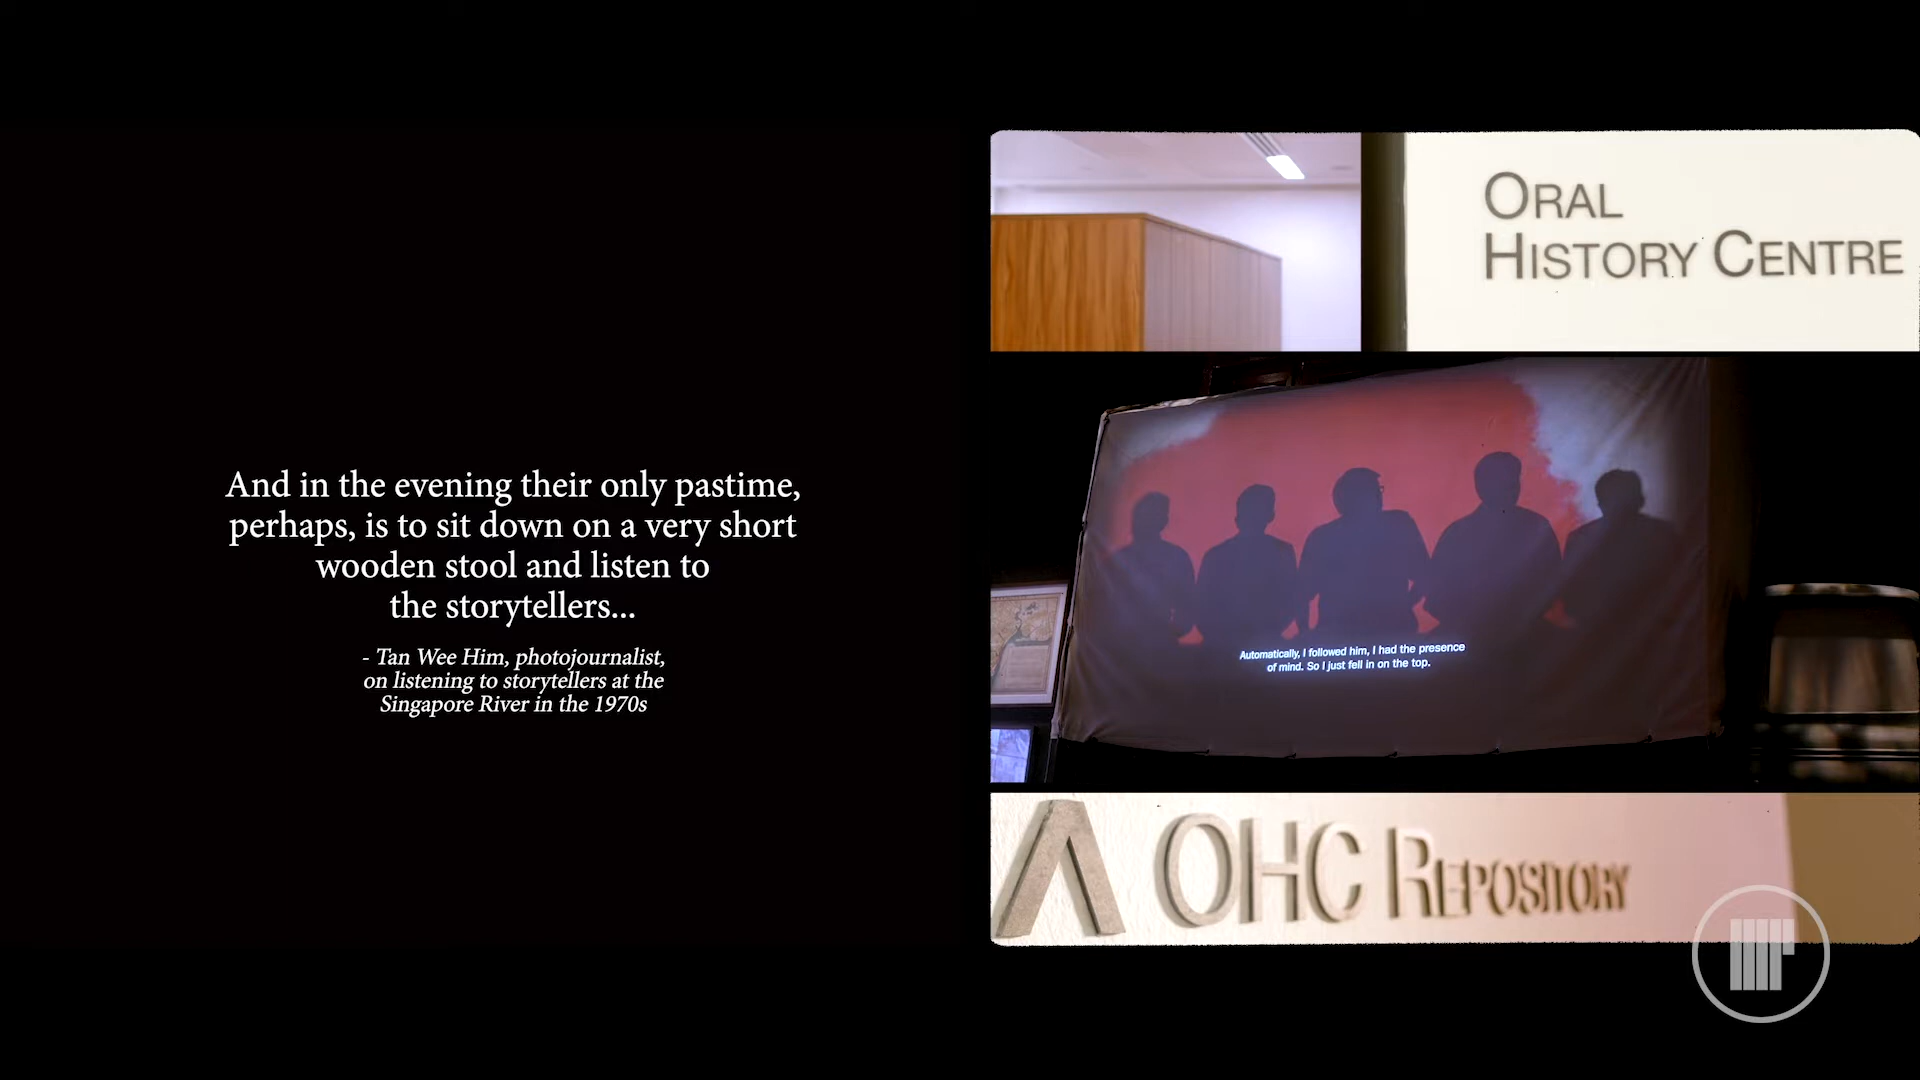 And in the evening their only pastime,
perhaps, is to sit down on a very short
wooden stool and listen to
the storytellers...
- Tan Wee Him, photojournalist,
on listening to storytellers at the
Singapore River in the 1970s
ORAL
HISTORY CENTRE
Automatically, I followed him, I had the presence
of mind. So I just fell in on the top.
OHC REPOSITORY